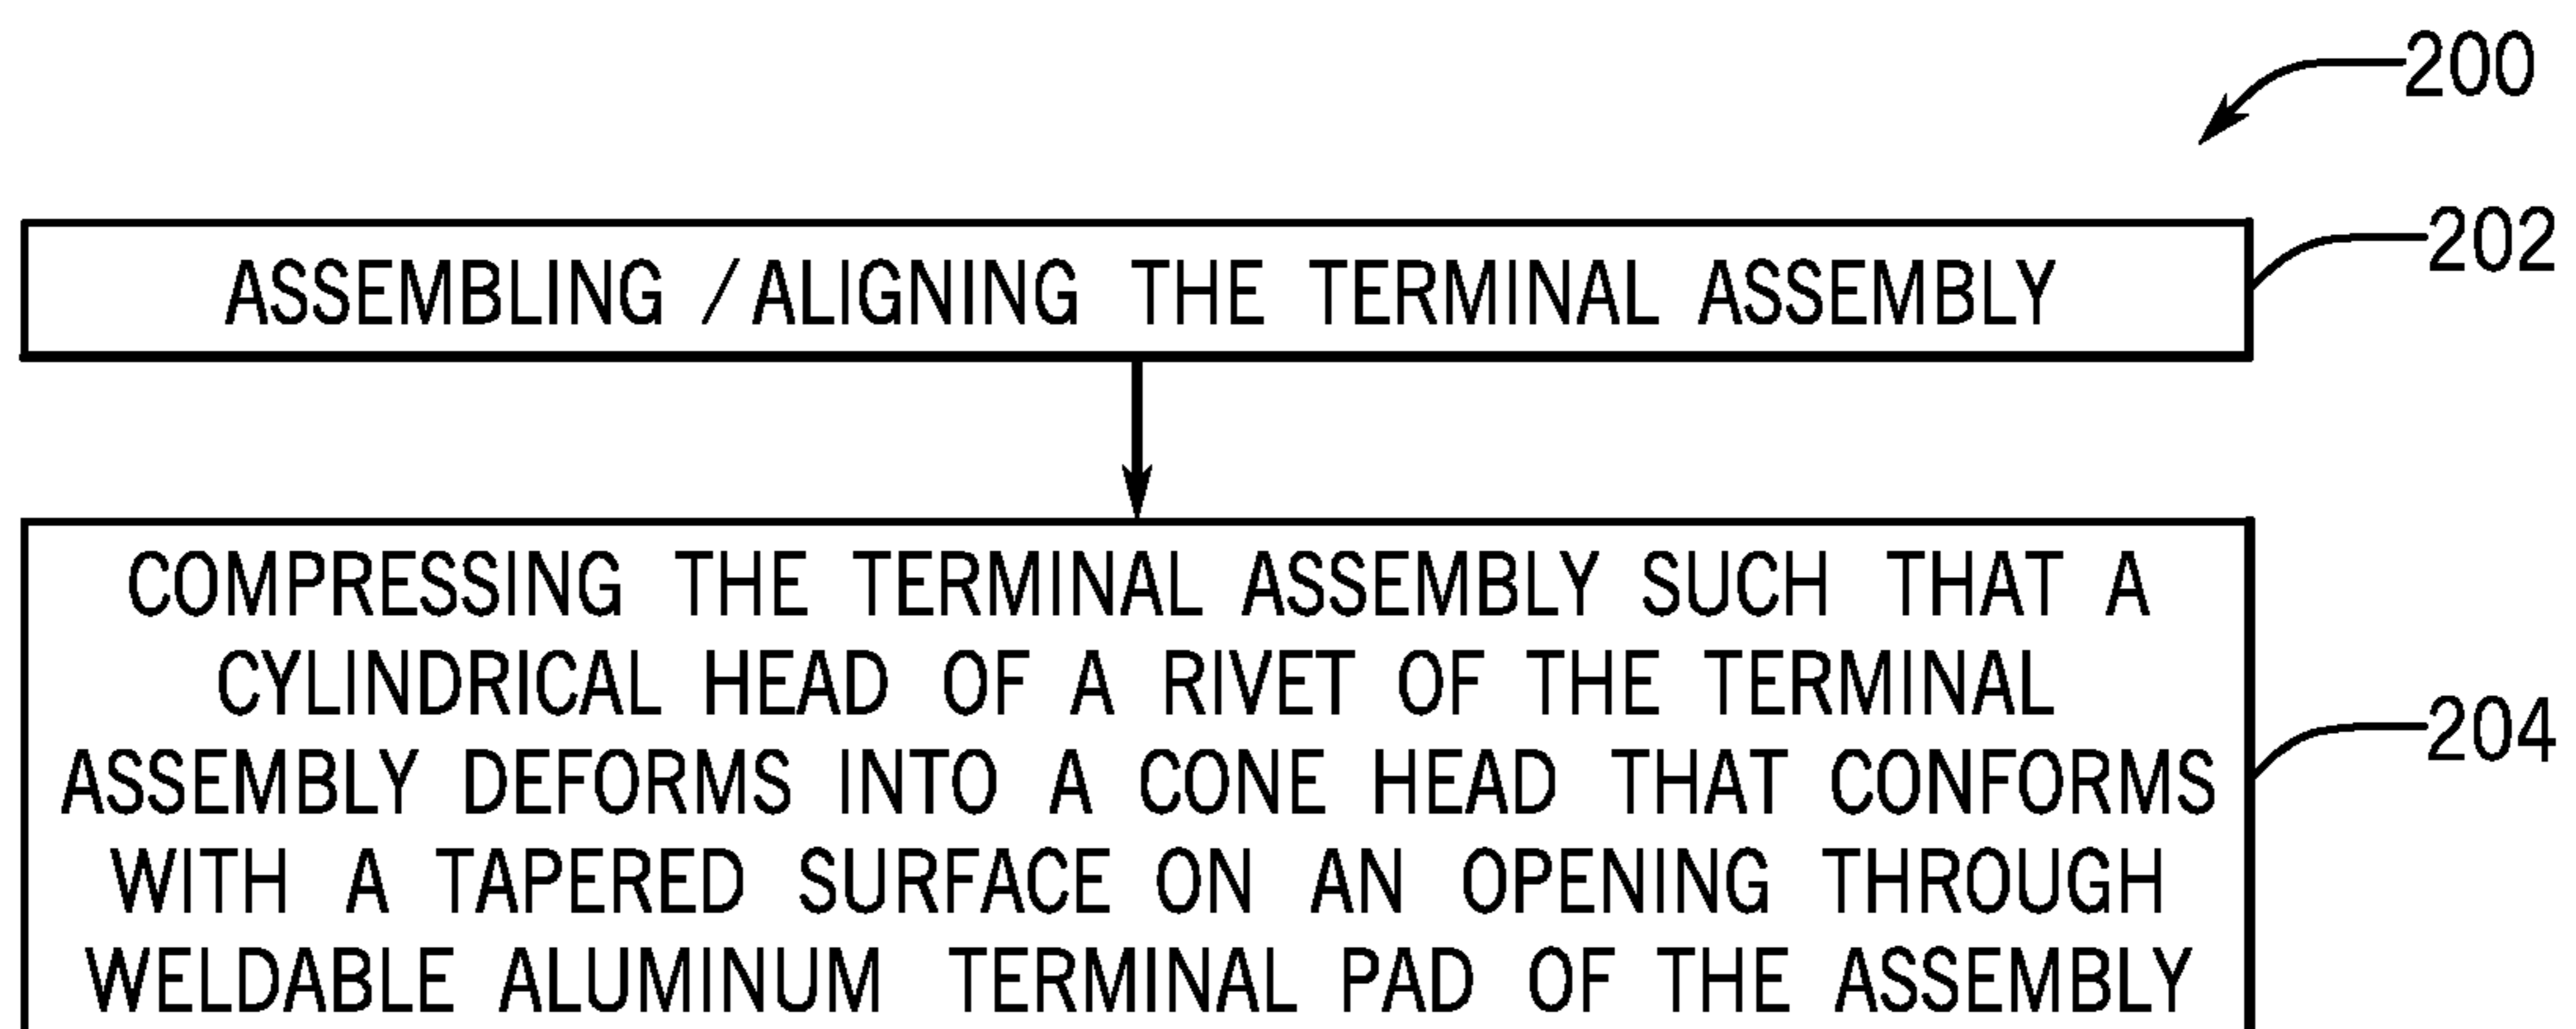 200
202
ASSEMBLING / ALIGNING THE TERMINAL ASSEMBLY
COMPRESSING THE TERMINAL ASSEMBLY SUCH THAT A
CYLINDRICAL HEAD OF A RIVET OF THE TERMINAL
204
ASSEMBLY DEFORMS INTO A CONE HEAD THAT CONFORMS
WITH A TAPERED SURFACE ON AN OPENING THROUGH
WELDABLE ALUMINUM TERMINAL PAD OF THE ASSEMBLY